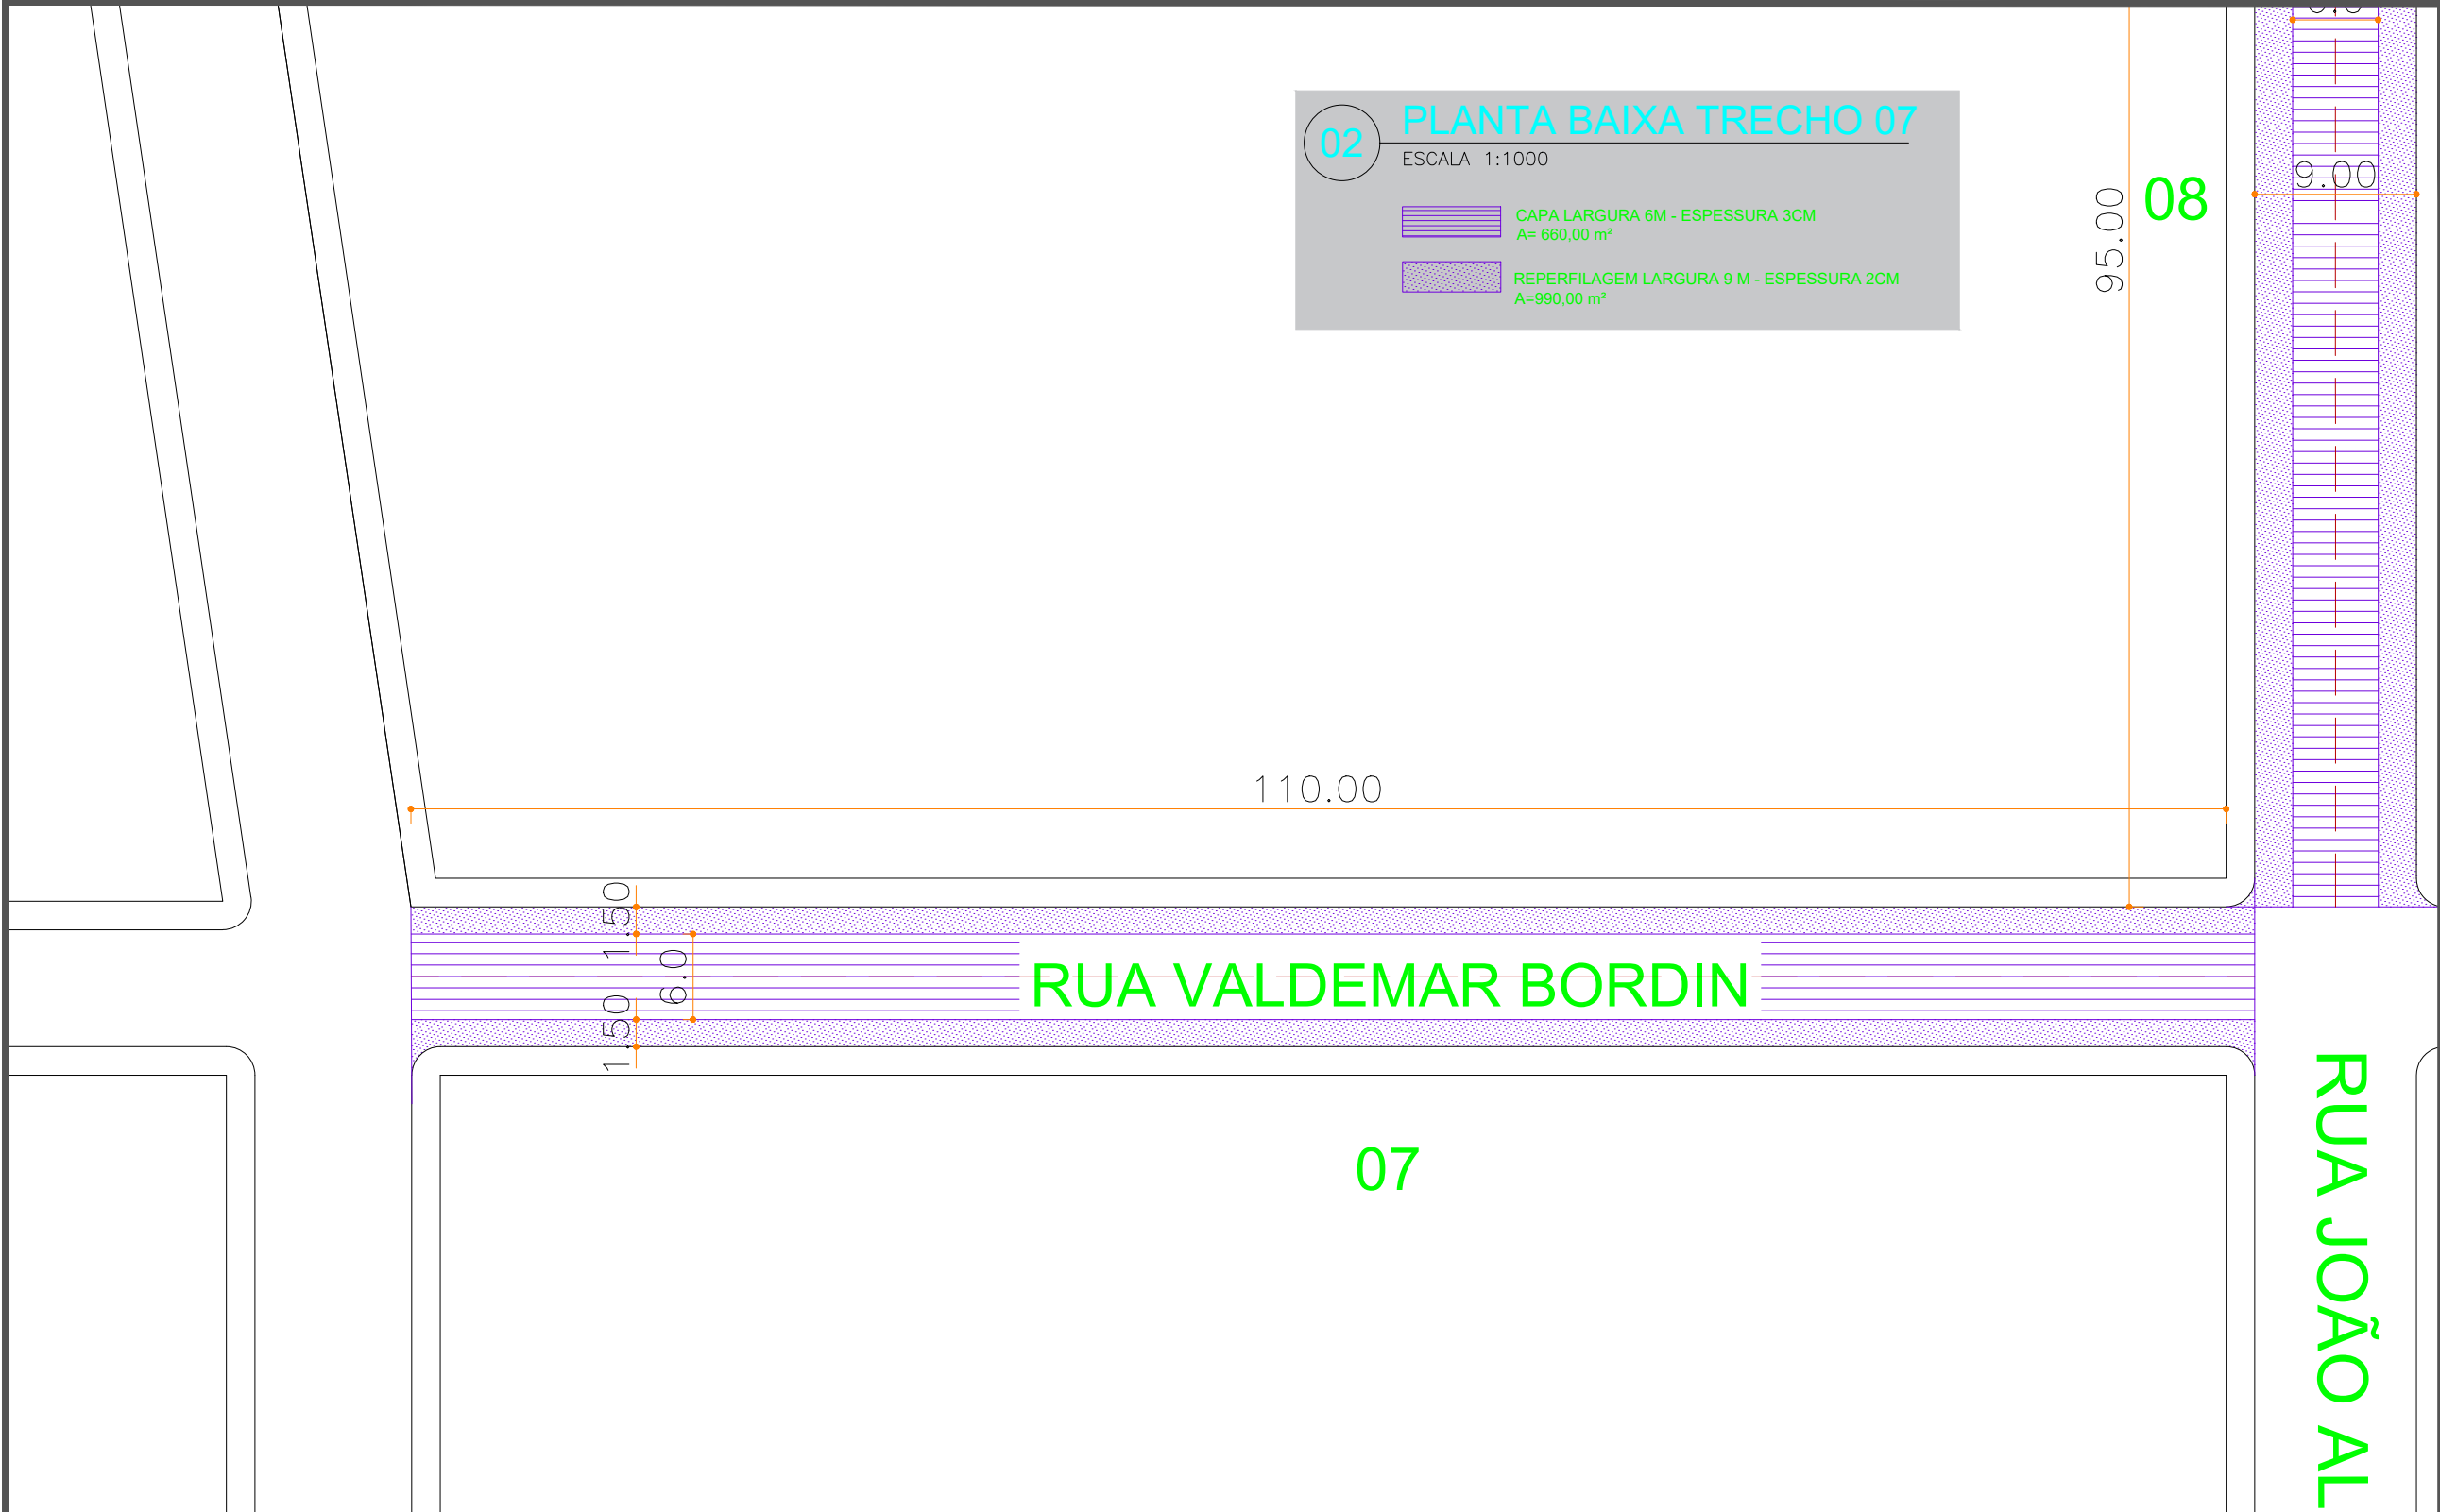 02
PLANTA BAIXA TRECHO 07
ESCALA 1:1000
CAPA LARGURA 6M - ESPESSURA 3CM
A= 660,00 m²
REPERFILAGEM LARGURA 9 M - ESPESSURA 2CM
A=990,00 m²
9.00
08
95.00
110.00
1.50
6.0
1.50
RUA VALDEMAR BORDIN
07
RUA JOÃO AL